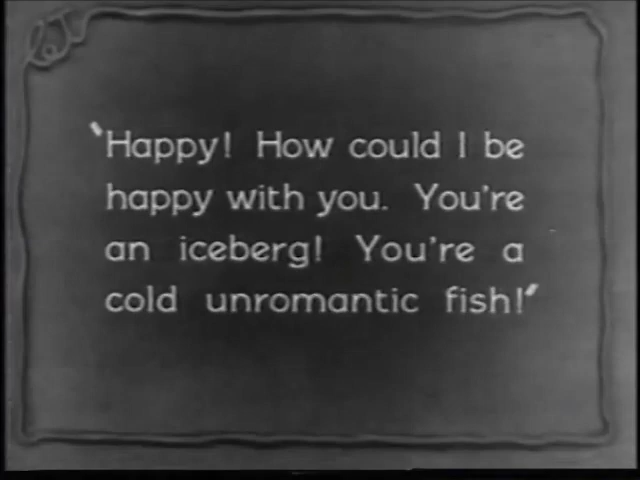 "Happy! How could I be
happy with you. You're
an iceberg! You're a
cold unromantic fish!"